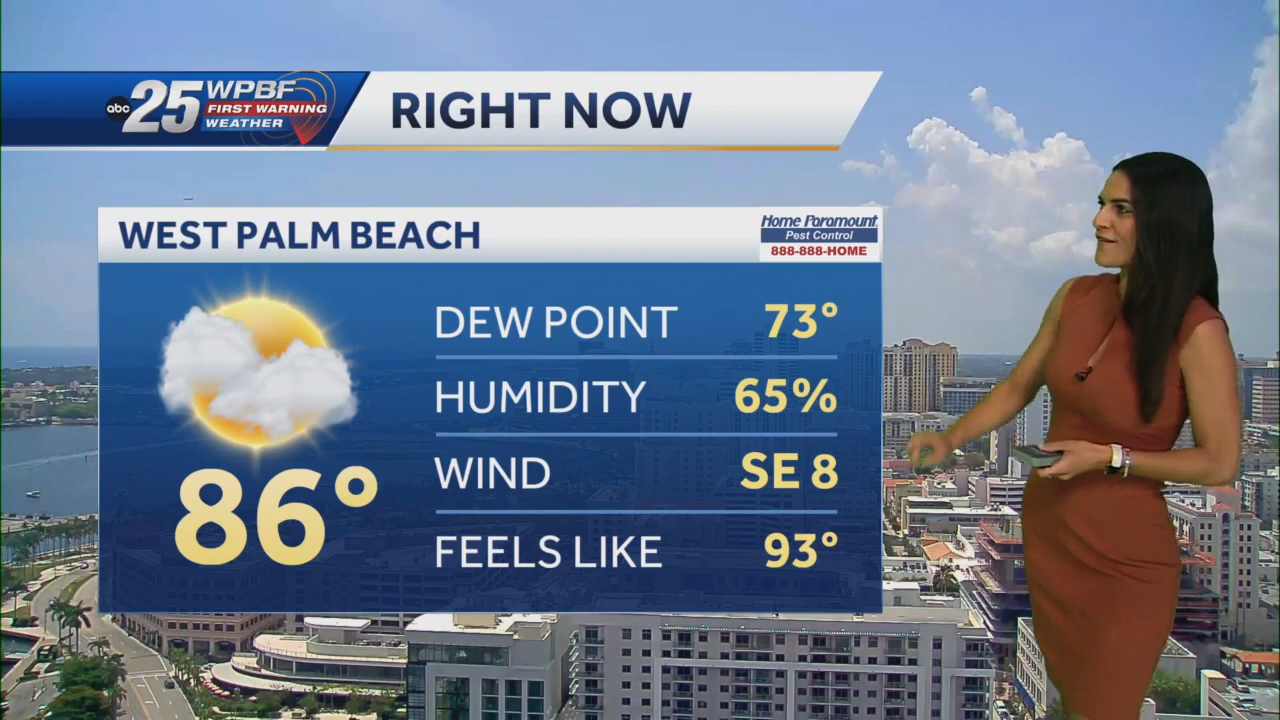 abc 25 WPBF
FIRST WARNING
WEATHER
RIGHT NOW
WEST PALM BEACH
Home Paramount
Pest Control
888-888-HOME
86°
DEW POINT 73°
HUMIDITY 65%
WIND SE 8
FEELS LIKE 93°